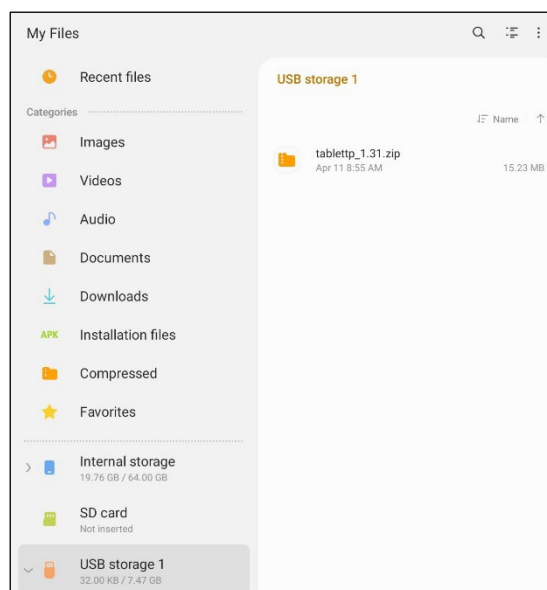 My Files
Recent files
Categories
Images
Videos
Audio
Documents
Downloads
APK Installation files
Compressed
Favorites
Internal storage
19.76 GB / 64.00 GB
SD card
Not inserted
USB storage 1
32.00 KB / 7.47 GB
USB storage 1
Name
tablettp_1.31.zip
Apr 11 8:55 AM 15.23 MB